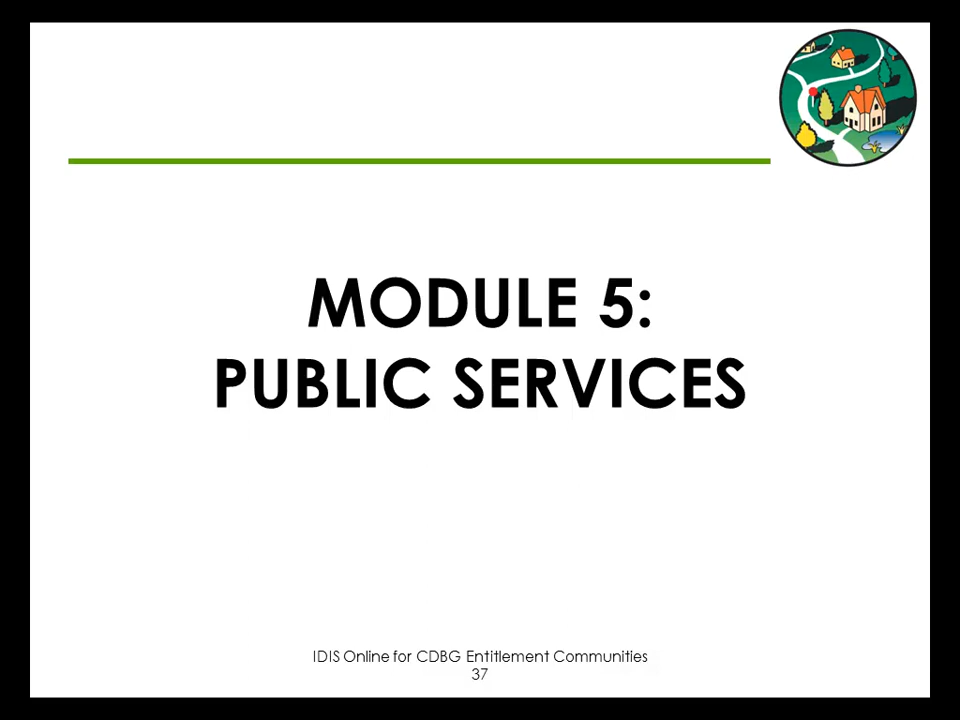 MODULE 5:
PUBLIC SERVICES
IDIS Online for CDBG Entitlement Communities
37